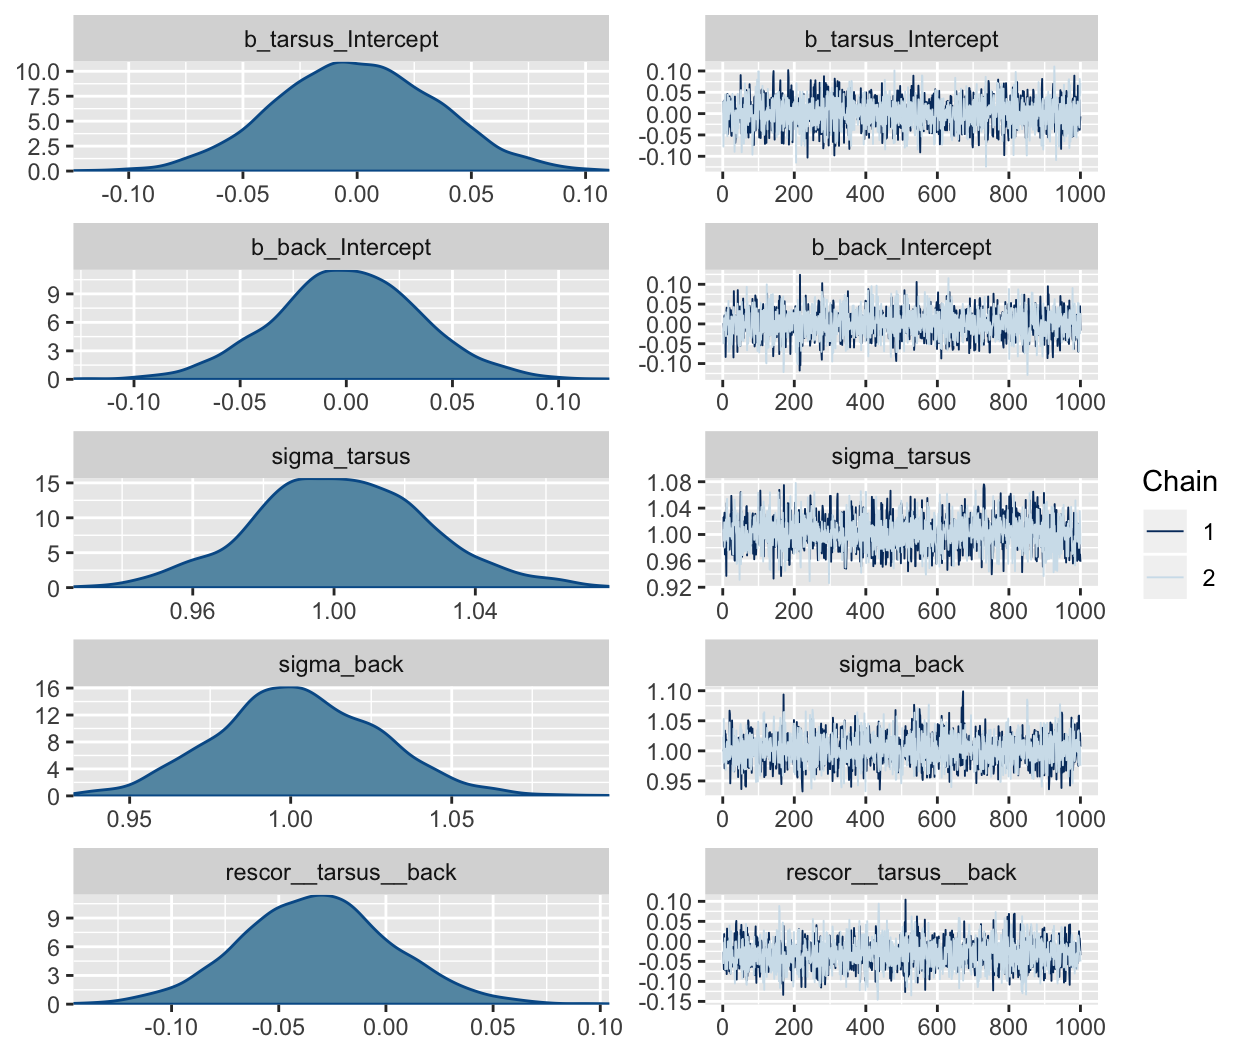 b_tarsus_Intercept
b_tarsus_Intercept
10.0
7.5
5.0
2.5
0.0
-0.10 -0.05 0.00 0.05 0.10
0.10
0.05
0.00
-0.05
-0.10
0 200 400 600 800 1000
b_back_Intercept
b_back_Intercept
9
6
3
0
-0.10 -0.05 0.00 0.05 0.10
0.10
0.05
0.00
-0.05
-0.10
0 200 400 600 800 1000
sigma_tarsus
sigma_tarsus
15
10
5
0
0.96 1.00 1.04
1.08
1.04
1.00
0.96
0.92
0 200 400 600 800 1000
sigma_back
sigma_back
16
12
8
4
0
0.95 1.00 1.05
1.10
1.05
1.00
0.95
0 200 400 600 800 1000
rescor__tarsus__back
rescor__tarsus__back
9
6
3
0
-0.10 -0.05 0.00 0.05 0.10
0.10
0.05
0.00
-0.05
-0.10
-0.15
0 200 400 600 800 1000
Chain
1
2